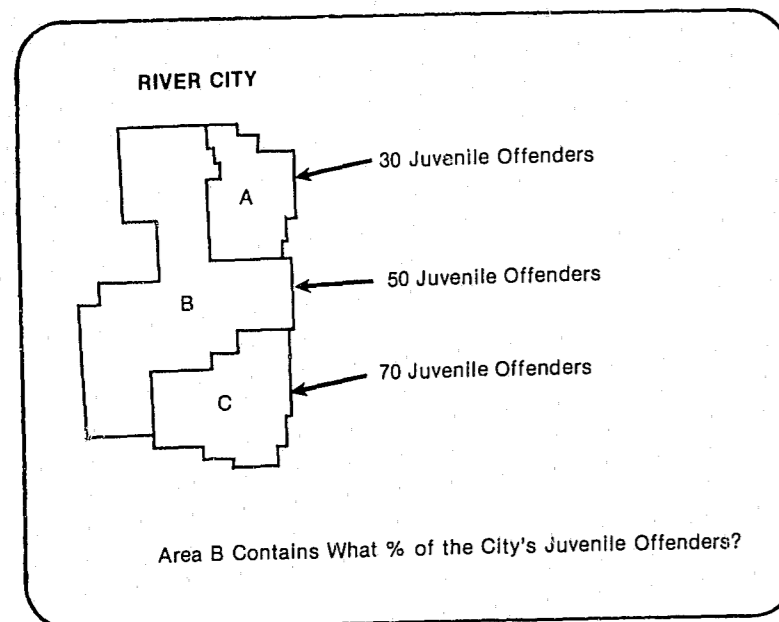 RIVER CITY
30 Juvenile Offenders
A
50 Juvenile Offenders
B
70 Juvenile Offenders
C
Area B Contains What % of the City's Juvenile Offenders?